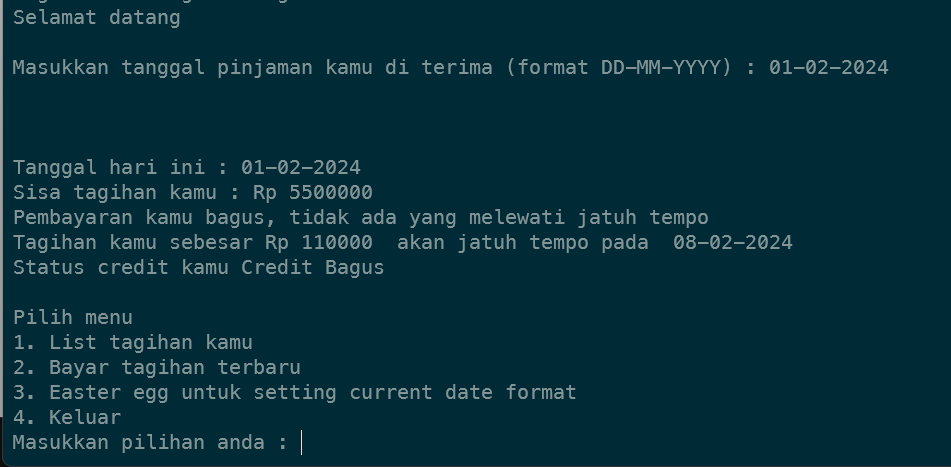 Selamat datang
Masukkan tanggal pinjaman kamu di terima (format DD-MM-YYYY) : 01-02-2024
Tanggal hari ini : 01-02-2024
Sisa tagihan kamu : Rp 5500000
Pembayaran kamu bagus, tidak ada yang melewati jatuh tempo
Tagihan kamu sebesar Rp 110000  akan jatuh tempo pada  08-02-2024
Status credit kamu Credit Bagus
Pilih menu
1. List tagihan kamu
2. Bayar tagihan terbaru
3. Easter egg untuk setting current date format
4. Keluar
Masukkan pilihan anda :